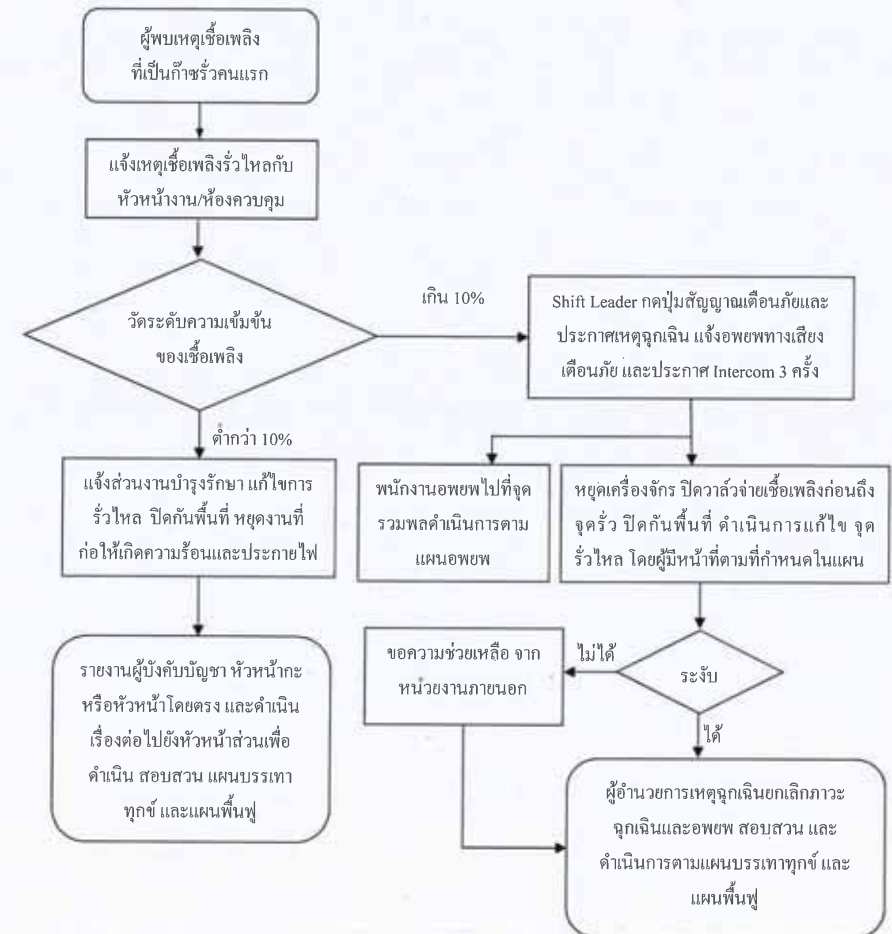 ผู้พบเหตุเชื้อเพลิง
ที่เป็นก๊าซรั่วคนแรก
แจ้งเหตุเชื้อเพลิงรั่วไหลกับ
หัวหน้างาน/ห้องควบคุม
วัดระดับความเข้มข้น
ของเชื้อเพลิง
เกิน 10%
Shift Leader กดปุ่มสัญญาณเตือนภัยและ
ประกาศเหตุฉุกเฉิน แจ้งอพยพทางเสียง
เตือนภัย และประกาศ Intercom 3 ครั้ง
ต่ำกว่า 10%
แจ้งส่วนงานบำรุงรักษา แก้ไขการ
รั่วไหล ปิดกั้นพื้นที่ หยุดงานที่
ก่อให้เกิดความร้อนและประกายไฟ
พนักงานอพยพไปที่จุด
รวมพลดำเนินการตาม
แผนอพยพ
หยุดเครื่องจักร ปิดวาล์วจ่ายเชื้อเพลิงก่อนถึง
จุดรั่ว ปิดกั้นพื้นที่ ดำเนินการแก้ไข จุด
รั่วไหล โดยผู้มีหน้าที่ตามที่กำหนดในแผน
รายงานผู้บังคับบัญชา หัวหน้ากะ
หรือหัวหน้าโดยตรง และดำเนิน
เรื่องต่อไปยังหัวหน้าส่วนเพื่อ
ดำเนิน สอบสวน แผนบรรเทา
ทุกข์ และแผนฟื้นฟู
ขอความช่วยเหลือ จาก
หน่วยงานภายนอก
ไม่ได้
ระงับ
ได้
ผู้อำนวยการเหตุฉุกเฉินยกเลิกภาวะ
ฉุกเฉินและอพยพ สอบสวน และ
ดำเนินการตามแผนบรรเทาทุกข์ และ
แผนฟื้นฟู